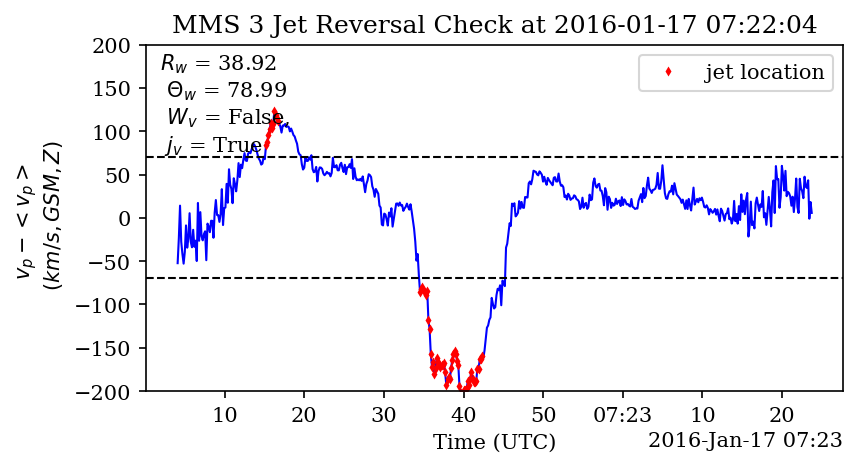 MMS 3 Jet Reversal Check at 2016-01-17 07:22:04
R_w = 38.92
Θ_w = 78.99
W_v = False,
j_v = True
jet location
v_p − < v_p >
(km/s, GSM, Z)
200
150
100
50
0
−50
−100
−150
−200
10 20 30 40 50 07:23 10 20
Time (UTC)
2016-Jan-17 07:23